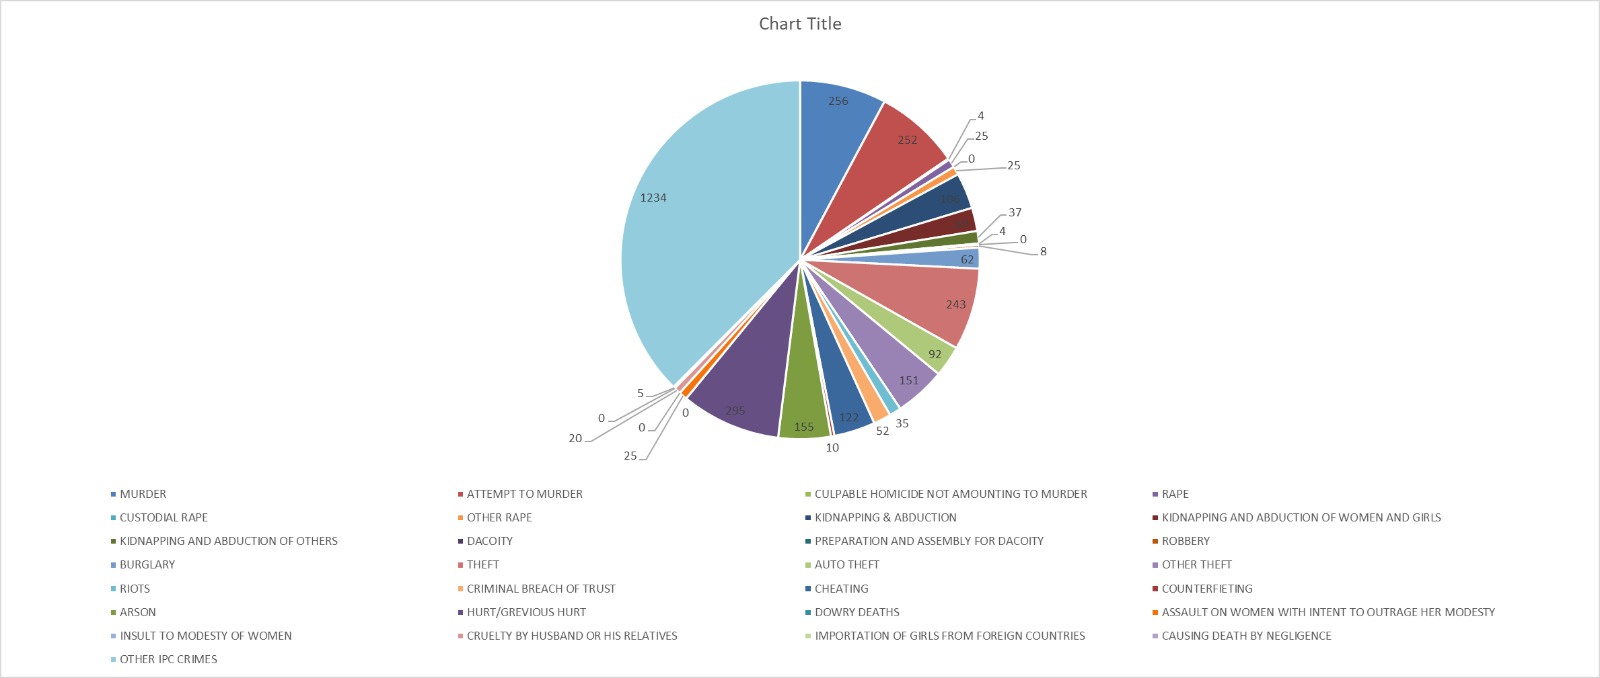 Chart Title
256
252
4
25
0
25
37
4
0
8
62
243
92
151
35
52
122
10
155
295
0
25
0
20
0
5
1234
MURDER
ATTEMPT TO MURDER
CULPABLE HOMICIDE NOT AMOUNTING TO MURDER
RAPE
CUSTODIAL RAPE
OTHER RAPE
KIDNAPPING & ABDUCTION
KIDNAPPING AND ABDUCTION OF WOMEN AND GIRLS
KIDNAPPING AND ABDUCTION OF OTHERS
DACOITY
PREPARATION AND ASSEMBLY FOR DACOITY
ROBBERY
BURGLARY
THEFT
AUTO THEFT
OTHER THEFT
RIOTS
CRIMINAL BREACH OF TRUST
CHEATING
COUNTERFIETING
ARSON
HURT/GREVIOUS HURT
DOWRY DEATHS
ASSAULT ON WOMEN WITH INTENT TO OUTRAGE HER MODESTY
INSULT TO MODESTY OF WOMEN
CRUELTY BY HUSBAND OR HIS RELATIVES
IMPORTATION OF GIRLS FROM FOREIGN COUNTRIES
CAUSING DEATH BY NEGLIGENCE
OTHER IPC CRIMES